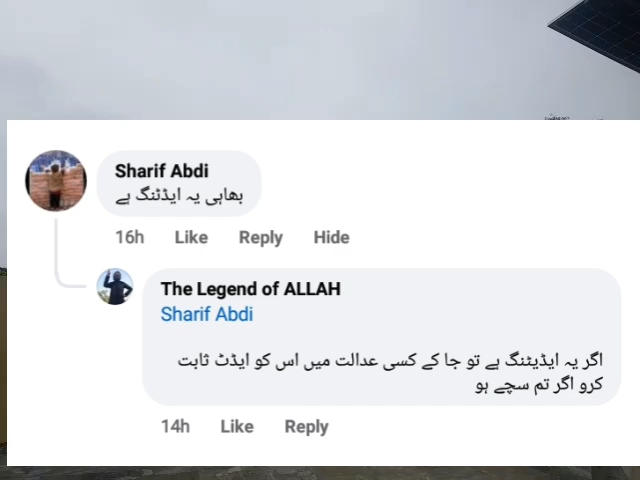 Sharif Abdi
بھاہی یہ ایڈٹنگ ہے
16h Like Reply Hide
The Legend of ALLAH
Sharif Abdi
اگر یہ ایڈیٹنگ ہے تو جا کے کسی عدالت میں اس کو ایڈٹ ثابت
کرو اگر تم سچے ہو
14h Like Reply